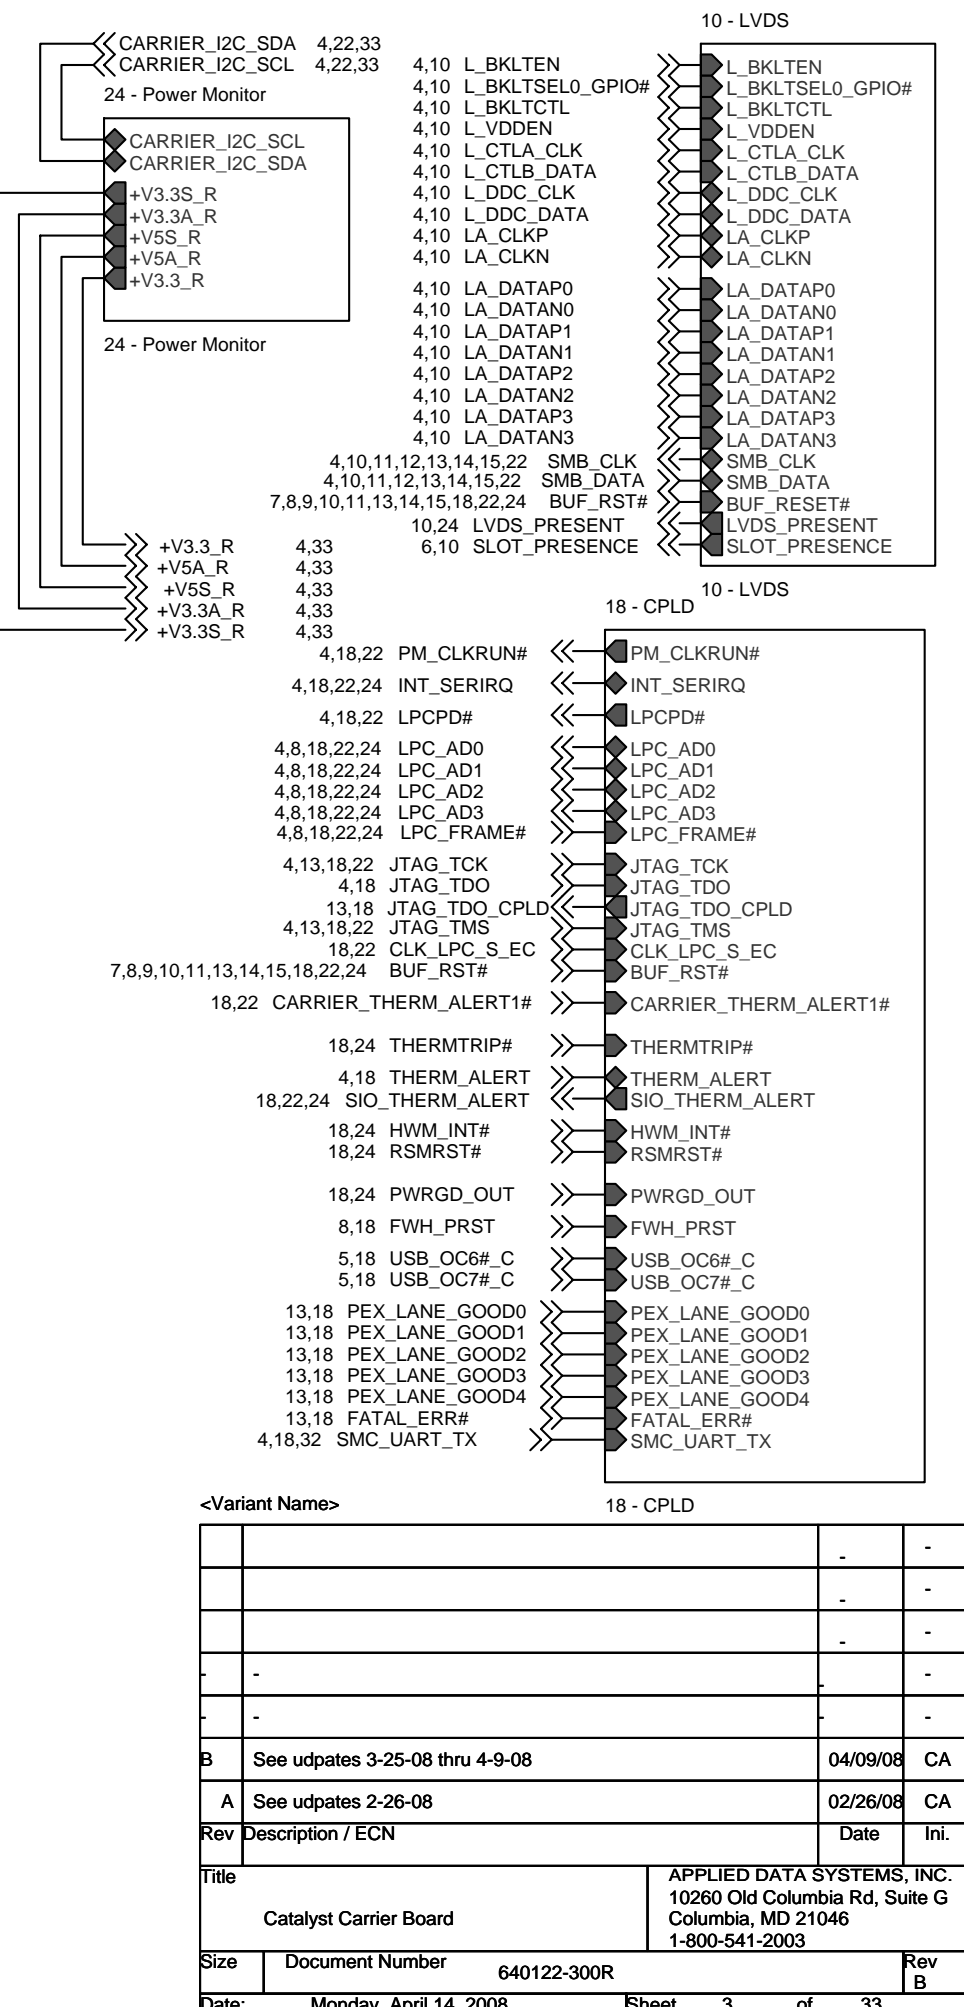 10 - LVDS
CARRIER_I2C_SDA 4,22,33
CARRIER_I2C_SCL 4,22,33
24 - Power Monitor
CARRIER_I2C_SCL
CARRIER_I2C_SDA
+V3.3S_R
+V3.3A_R
+V5S_R
+V5A_R
+V3.3_R
24 - Power Monitor
4,10 L_BKLTEN L_BKLTEN
4,10 L_BKLTSEL0_GPIO# L_BKLTSEL0_GPIO#
4,10 L_BKLTCTL L_BKLTCTL
4,10 L_VDDEN L_VDDEN
4,10 L_CTLA_CLK L_CTLA_CLK
4,10 L_CTLB_DATA L_CTLB_DATA
4,10 L_DDC_CLK L_DDC_CLK
4,10 L_DDC_DATA L_DDC_DATA
4,10 LA_CLKP LA_CLKP
4,10 LA_CLKN LA_CLKN
4,10 LA_DATAP0 LA_DATAP0
4,10 LA_DATAN0 LA_DATAN0
4,10 LA_DATAP1 LA_DATAP1
4,10 LA_DATAN1 LA_DATAN1
4,10 LA_DATAP2 LA_DATAP2
4,10 LA_DATAN2 LA_DATAN2
4,10 LA_DATAP3 LA_DATAP3
4,10 LA_DATAN3 LA_DATAN3
4,10,11,12,13,14,15,22 SMB_CLK SMB_CLK
4,10,11,12,13,14,15,22 SMB_DATA SMB_DATA
7,8,9,10,11,13,14,15,18,22,24 BUF_RST# BUF_RESET#
10,24 LVDS_PRESENT LVDS_PRESENT
6,10 SLOT_PRESENCE SLOT_PRESENCE
10 - LVDS
+V3.3_R 4,33
+V5A_R 4,33
+V5S_R 4,33
+V3.3A_R 4,33
+V3.3S_R 4,33
18 - CPLD
4,18,22 PM_CLKRUN# PM_CLKRUN#
4,18,22,24 INT_SERIRQ INT_SERIRQ
4,18,22 LPCPD# LPCPD#
4,8,18,22,24 LPC_AD0 LPC_AD0
4,8,18,22,24 LPC_AD1 LPC_AD1
4,8,18,22,24 LPC_AD2 LPC_AD2
4,8,18,22,24 LPC_AD3 LPC_AD3
4,8,18,22,24 LPC_FRAME# LPC_FRAME#
4,13,18,22 JTAG_TCK JTAG_TCK
4,18 JTAG_TDO JTAG_TDO
13,18 JTAG_TDO_CPLD JTAG_TDO_CPLD
4,13,18,22 JTAG_TMS JTAG_TMS
18,22 CLK_LPC_S_EC CLK_LPC_S_EC
7,8,9,10,11,13,14,15,18,22,24 BUF_RST# BUF_RST#
18,22 CARRIER_THERM_ALERT1# CARRIER_THERM_ALERT1#
18,24 THERMTRIP# THERMTRIP#
4,18 THERM_ALERT THERM_ALERT
18,22,24 SIO_THERM_ALERT SIO_THERM_ALERT
18,24 HWM_INT# HWM_INT#
18,24 RSMRST# RSMRST#
18,24 PWRGD_OUT PWRGD_OUT
8,18 FWH_PRST FWH_PRST
5,18 USB_OC6#_C USB_OC6#_C
5,18 USB_OC7#_C USB_OC7#_C
13,18 PEX_LANE_GOOD0 PEX_LANE_GOOD0
13,18 PEX_LANE_GOOD1 PEX_LANE_GOOD1
13,18 PEX_LANE_GOOD2 PEX_LANE_GOOD2
13,18 PEX_LANE_GOOD3 PEX_LANE_GOOD3
13,18 PEX_LANE_GOOD4 PEX_LANE_GOOD4
13,18 FATAL_ERR# FATAL_ERR#
4,18,32 SMC_UART_TX SMC_UART_TX
18 - CPLD
<Variant Name>
- -
- -
- -
- - - -
- - - -
B See udpates 3-25-08 thru 4-9-08 04/09/08 CA
A See udpates 2-26-08 02/26/08 CA
Rev Description / ECN Date Ini.
Title
Catalyst Carrier Board
APPLIED DATA SYSTEMS, INC.
10260 Old Columbia Rd, Suite G
Columbia, MD 21046
1-800-541-2003
Size Document Number 640122-300R Rev B
Date: Monday, April 14, 2008 Sheet 3 of 33